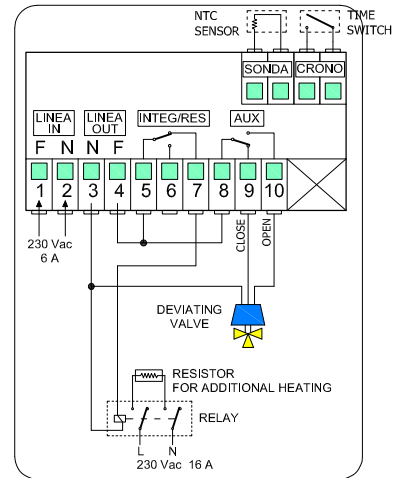 NTC SENSOR
TIME SWITCH
SONDA
CRONO
LINEA IN
LINEA OUT
INTEG/RES
AUX
F N N F
1 2 3 4 5 6 7 8 9 10
230 Vac
6 A
CLOSE
OPEN
DEVIATING
VALVE
RESISTOR
FOR ADDITIONAL HEATING
RELAY
L N
230 Vac 16 A